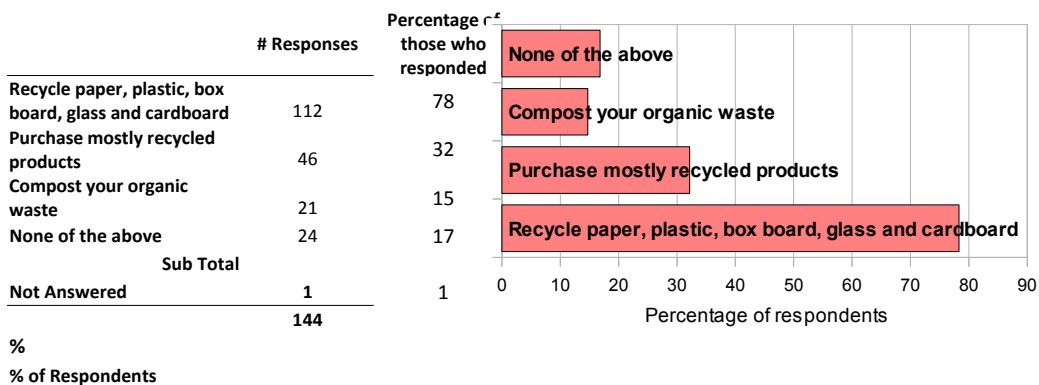 # Responses
Percentage of
those who
responded
Recycle paper, plastic, box
board, glass and cardboard 112 78
Purchase mostly recycled
products 46 32
Compost your organic
waste 21 15
None of the above 24 17
Sub Total
Not Answered 1 1
144
%
% of Respondents
None of the above
Compost your organic waste
Purchase mostly recycled products
Recycle paper, plastic, box board, glass and cardboard
0 10 20 30 40 50 60 70 80 90
Percentage of respondents